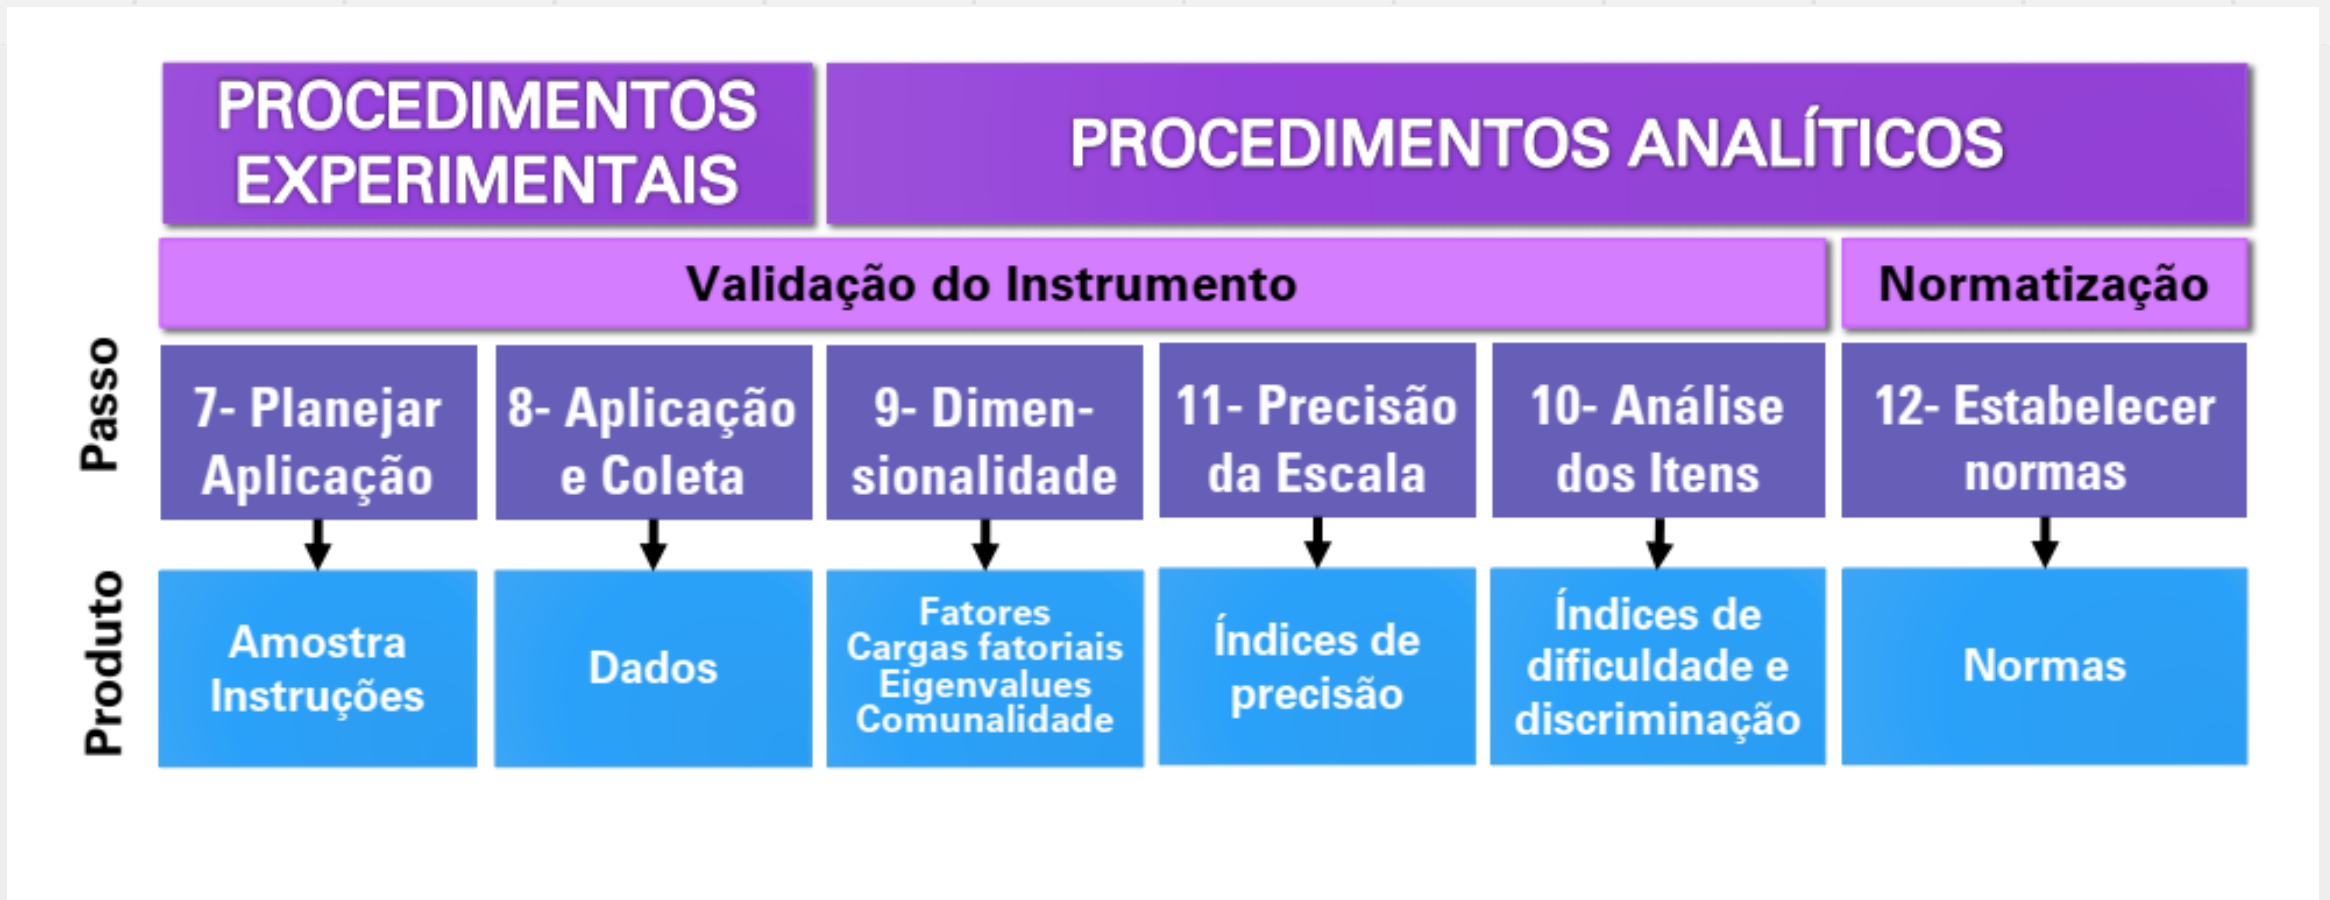 PROCEDIMENTOS
EXPERIMENTAIS
PROCEDIMENTOS ANALÍTICOS
Validação do Instrumento
Normatização
Passo
7- Planejar
Aplicação
8- Aplicação
e Coleta
9- Dimen-
sionalidade
11- Precisão
da Escala
10- Análise
dos Itens
12- Estabelecer
normas
Produto
Amostra
Instruções
Dados
Fatores
Cargas fatoriais
Eigenvalues
Comunalidade
Índices de
precisão
Índices de
dificuldade e
discriminação
Normas